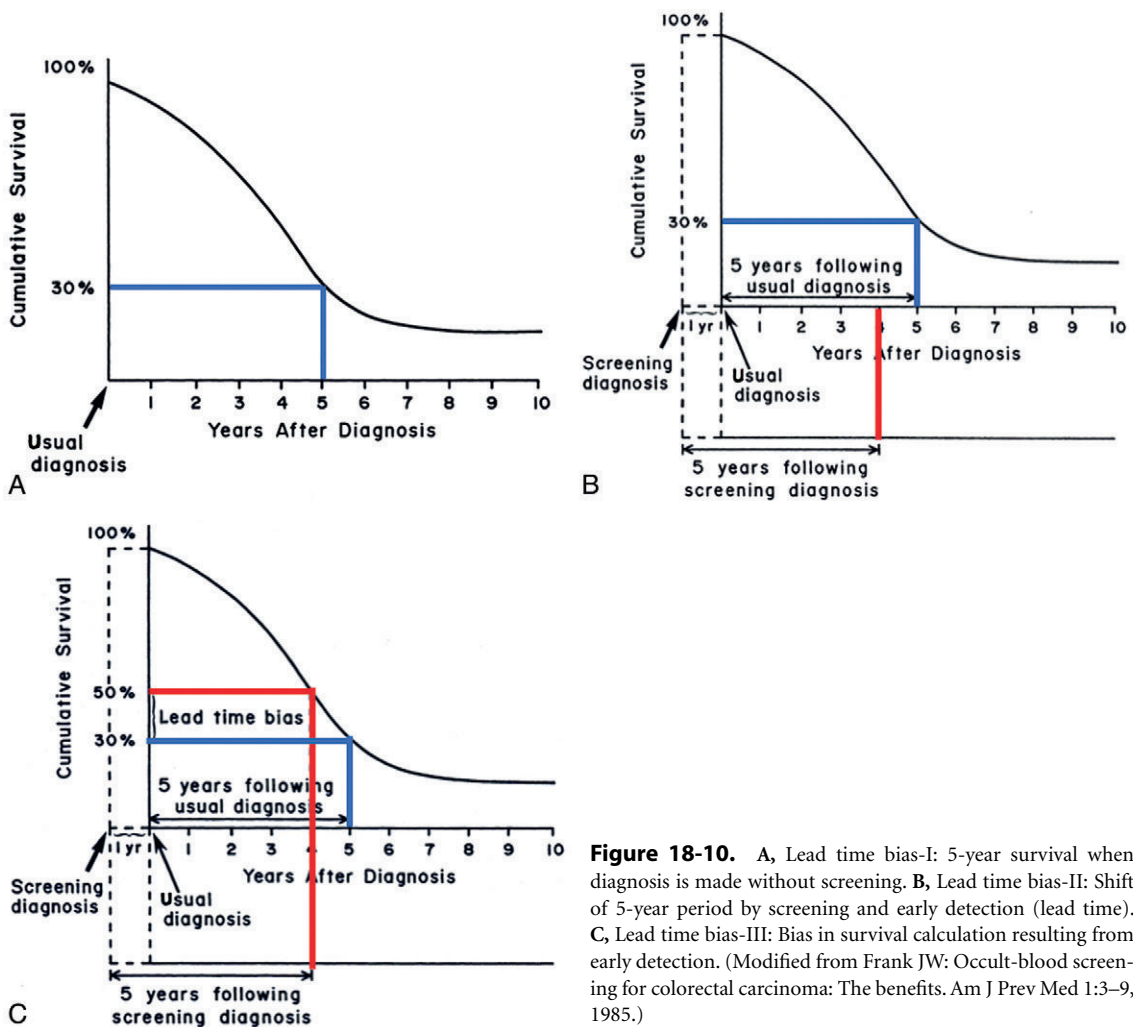 100%
Cumulative Survival
30%
1 2 3 4 5 6 7 8 9 10
Years After Diagnosis
Usual
diagnosis
A
100%
Cumulative Survival
30%
5 years following
usual diagnosis
1 yr
1 2 3 4 5 6 7 8 9 10
Years After Diagnosis
Screening
diagnosis
Usual
diagnosis
5 years following
screening diagnosis
B
100%
Cumulative Survival
50%
Lead time bias
30%
5 years following
usual diagnosis
1 yr
1 2 3 4 5 6 7 8 9 10
Years After Diagnosis
Screening
diagnosis
Usual
diagnosis
5 years following
screening diagnosis
C
Figure 18-10. A, Lead time bias-I: 5-year survival when
diagnosis is made without screening. B, Lead time bias-II: Shift
of 5-year period by screening and early detection (lead time).
C, Lead time bias-III: Bias in survival calculation resulting from
early detection. (Modified from Frank JW: Occult-blood screen-
ing for colorectal carcinoma: The benefits. Am J Prev Med 1:3–9,
1985.)